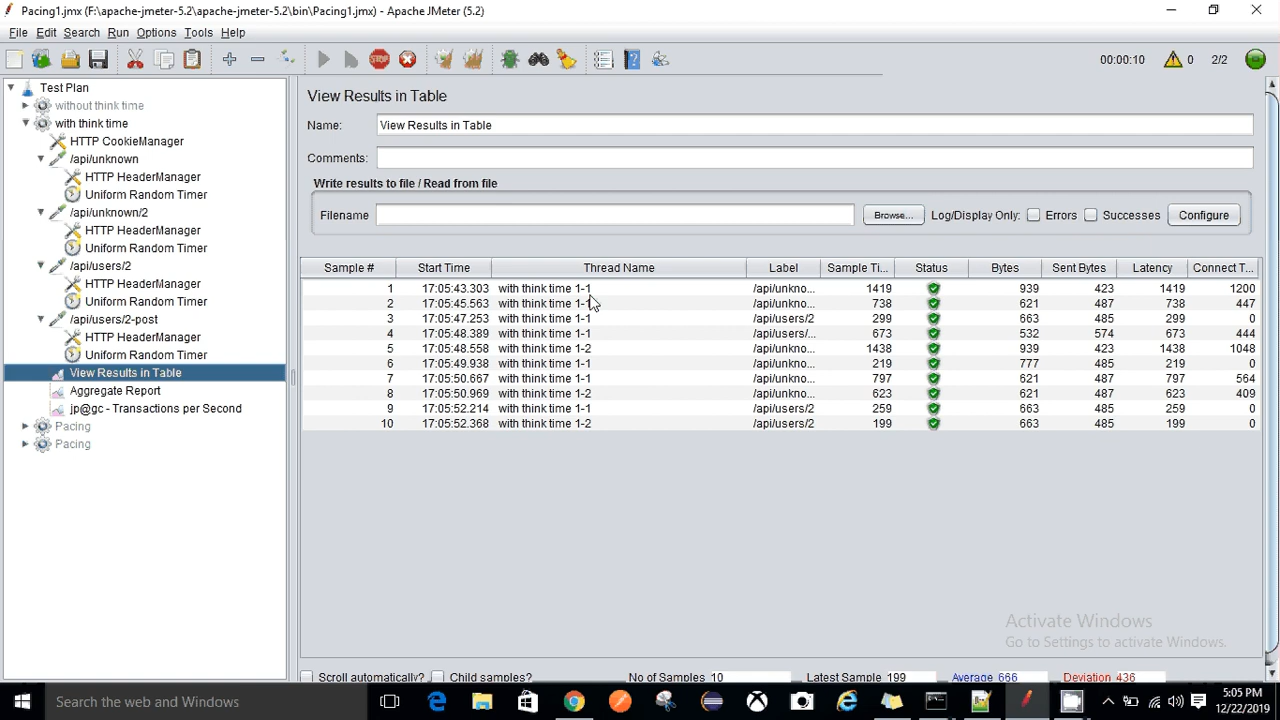 Pacing1.jmx (F:\apache-jmeter-5.2\apache-jmeter-5.2\bin\Pacing1.jmx) - Apache JMeter (5.2)
File Edit Search Run Options Tools Help
STOP 00:00:10 0 2/2
Test Plan
without think time
with think time
HTTP CookieManager
/api/unknown
HTTP HeaderManager
Uniform Random Timer
/api/unknown/2
HTTP HeaderManager
Uniform Random Timer
/api/users/2
HTTP HeaderManager
Uniform Random Timer
/api/users/2-post
HTTP HeaderManager
Uniform Random Timer
View Results in Table
Aggregate Report
jp@gc - Transactions per Second
Pacing
Pacing
View Results in Table
Name: View Results in Table
Comments:
Write results to file / Read from file
Filename Browse... Log/Display Only: Errors Successes Configure
Sample # Start Time Thread Name Label Sample Ti... Status Bytes Sent Bytes Latency Connect T...
1 17:05:43.303 with think time 1-1 /api/unkno... 1419 939 423 1419 1200
2 17:05:45.563 with think time 1-1 /api/unkno... 738 621 487 738 447
3 17:05:47.253 with think time 1-1 /api/users/2 299 663 485 299 0
4 17:05:48.389 with think time 1-1 /api/users/... 673 532 574 673 444
5 17:05:48.558 with think time 1-2 /api/unkno... 1438 939 423 1438 1048
6 17:05:49.938 with think time 1-1 /api/unkno... 219 777 485 219 0
7 17:05:50.667 with think time 1-1 /api/unkno... 797 621 487 797 564
8 17:05:50.969 with think time 1-2 /api/unkno... 623 621 487 623 409
9 17:05:52.214 with think time 1-1 /api/users/2 259 663 485 259 0
10 17:05:52.368 with think time 1-2 /api/users/2 199 663 485 199 0
Activate Windows
Go to Settings to activate Windows.
Scroll automatically? Child samples? No of Samples 10 Latest Sample 199 Average 666 Deviation 436
Search the web and Windows
5:05 PM
12/22/2019